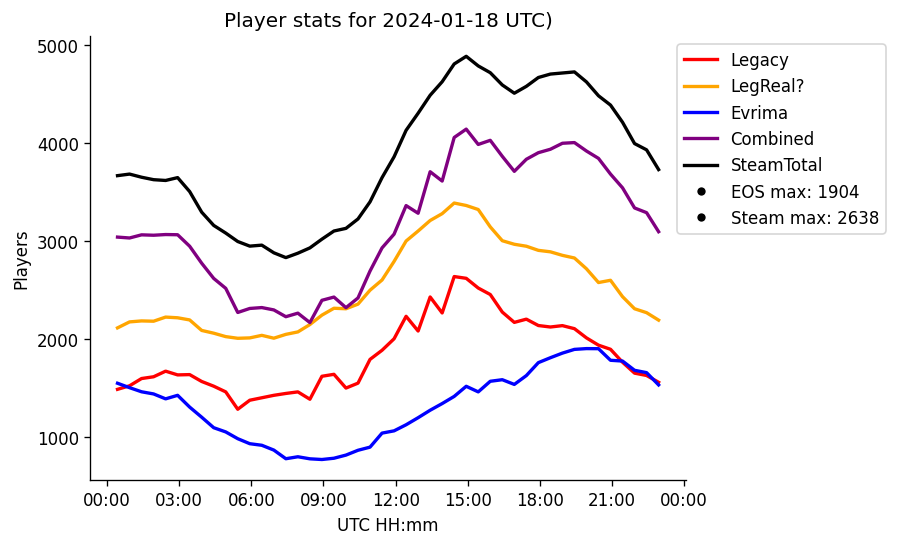 Player stats for 2024-01-18 UTC)
5000
4000
3000
2000
1000
Players
00:00 03:00 06:00 09:00 12:00 15:00 18:00 21:00 00:00
UTC HH:mm
Legacy
LegReal?
Evrima
Combined
SteamTotal
EOS max: 1904
Steam max: 2638